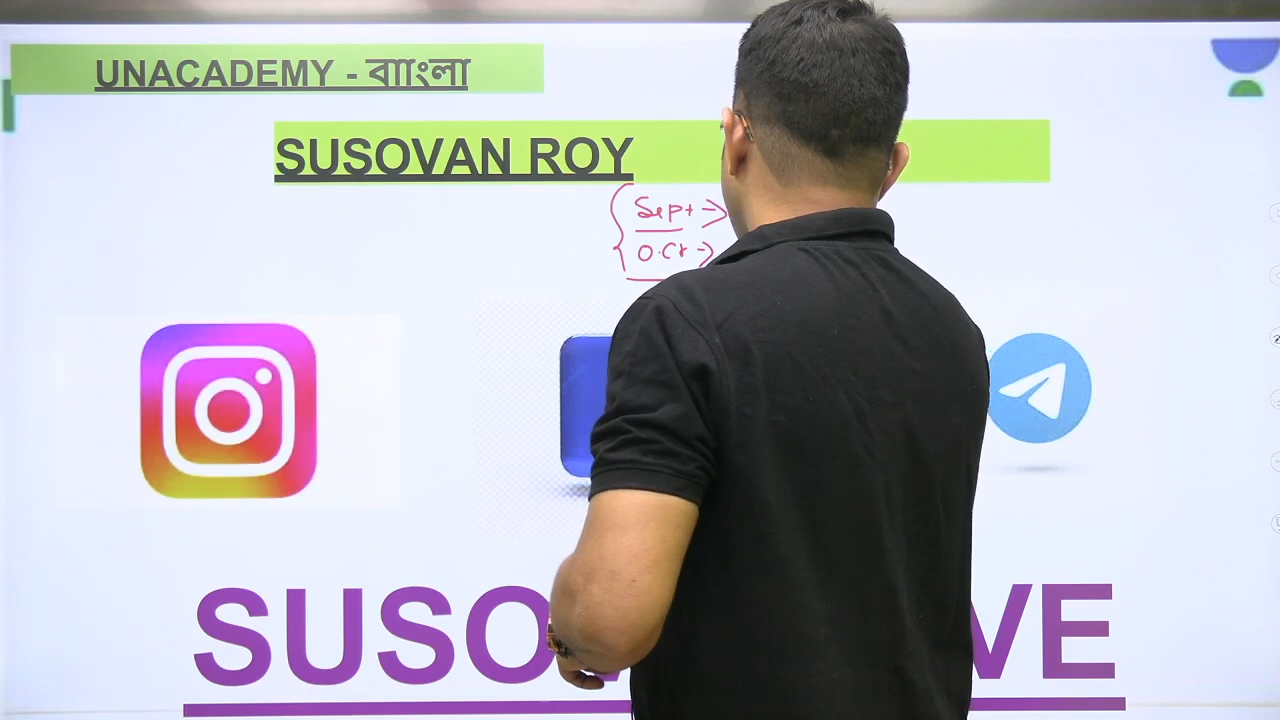 UNACADEMY - বাাংলা
SUSOVAN ROY
Sept →
Oct →
SUSO VE